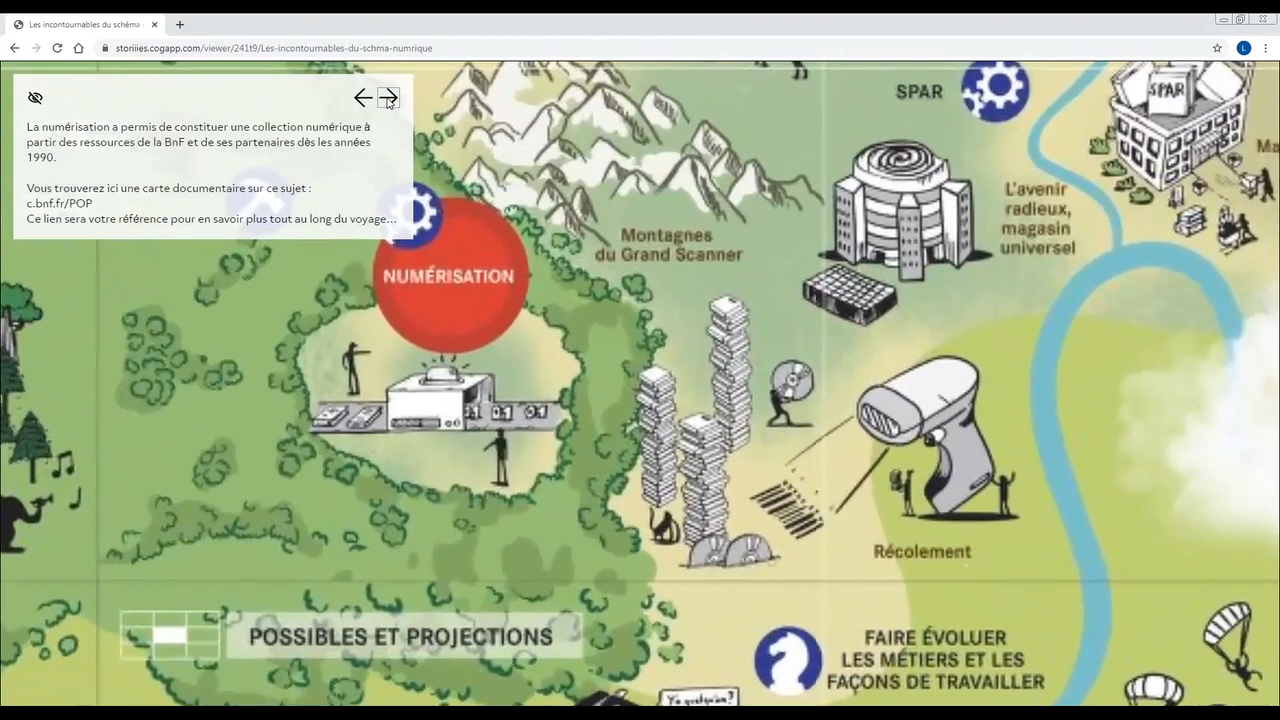 Les incontournables du schéma
storiiies.cogapp.com/viewer/241t9/Les-incontournables-du-schma-numrique
L
La numérisation a permis de constituer une collection numérique à
partir des ressources de la BnF et de ses partenaires dès les années
1990.
Vous trouverez ici une carte documentaire sur ce sujet :
c.bnf.fr/POP
Ce lien sera votre référence pour en savoir plus tout au long du voyage…
NUMÉRISATION
Montagnes
du Grand Scanner
SPAR
SPAR
L'avenir
radieux,
magasin
universel
Ma
Récolement
POSSIBLES ET PROJECTIONS
FAIRE ÉVOLUER
LES MÉTIERS ET LES
FAÇONS DE TRAVAILLER
Ya quelqu'un?